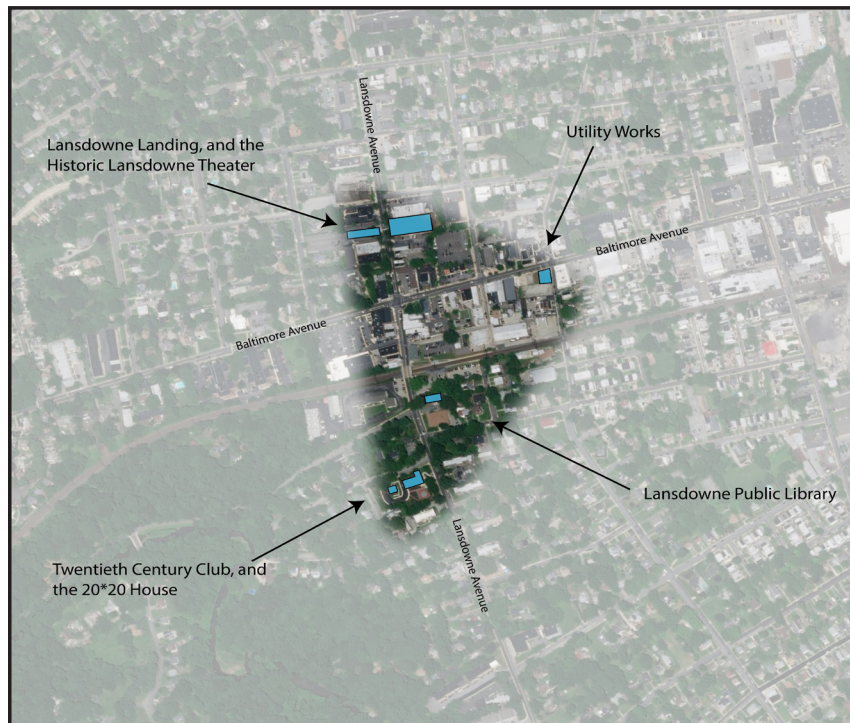 Lansdowne Avenue
Utility Works
Lansdowne Landing, and the
Historic Lansdowne Theater
Baltimore Avenue
Baltimore Avenue
Lansdowne Public Library
Lansdowne Avenue
Twentieth Century Club, and
the 20*20 House